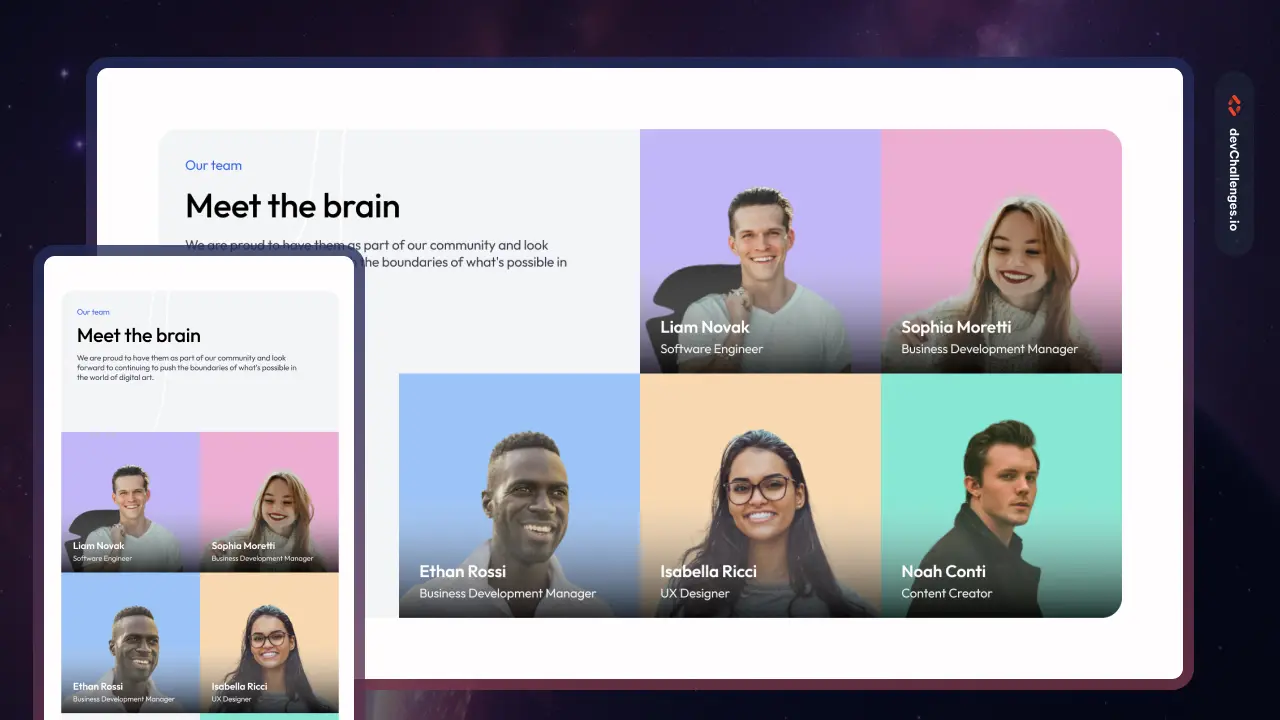 devChallenges.io
Our team
Meet the brain
We are proud to have them as part of our community and look
the boundaries of what's possible in
Liam Novak
Software Engineer
Sophia Moretti
Business Development Manager
Ethan Rossi
Business Development Manager
Isabella Ricci
UX Designer
Noah Conti
Content Creator
Our team
Meet the brain
We are proud to have them as part of our community and look
forward to continuing to push the boundaries of what's possible in
the world of digital art.
Liam Novak
Software Engineer
Sophia Moretti
Business Development Manager
Ethan Rossi
Business Development Manager
Isabella Ricci
UX Designer